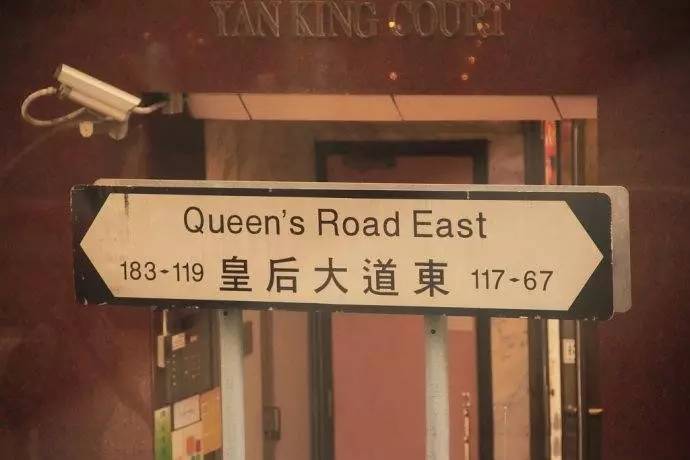 YAN KING COURT
Queen's Road East
183-119 皇后大道東 117-67